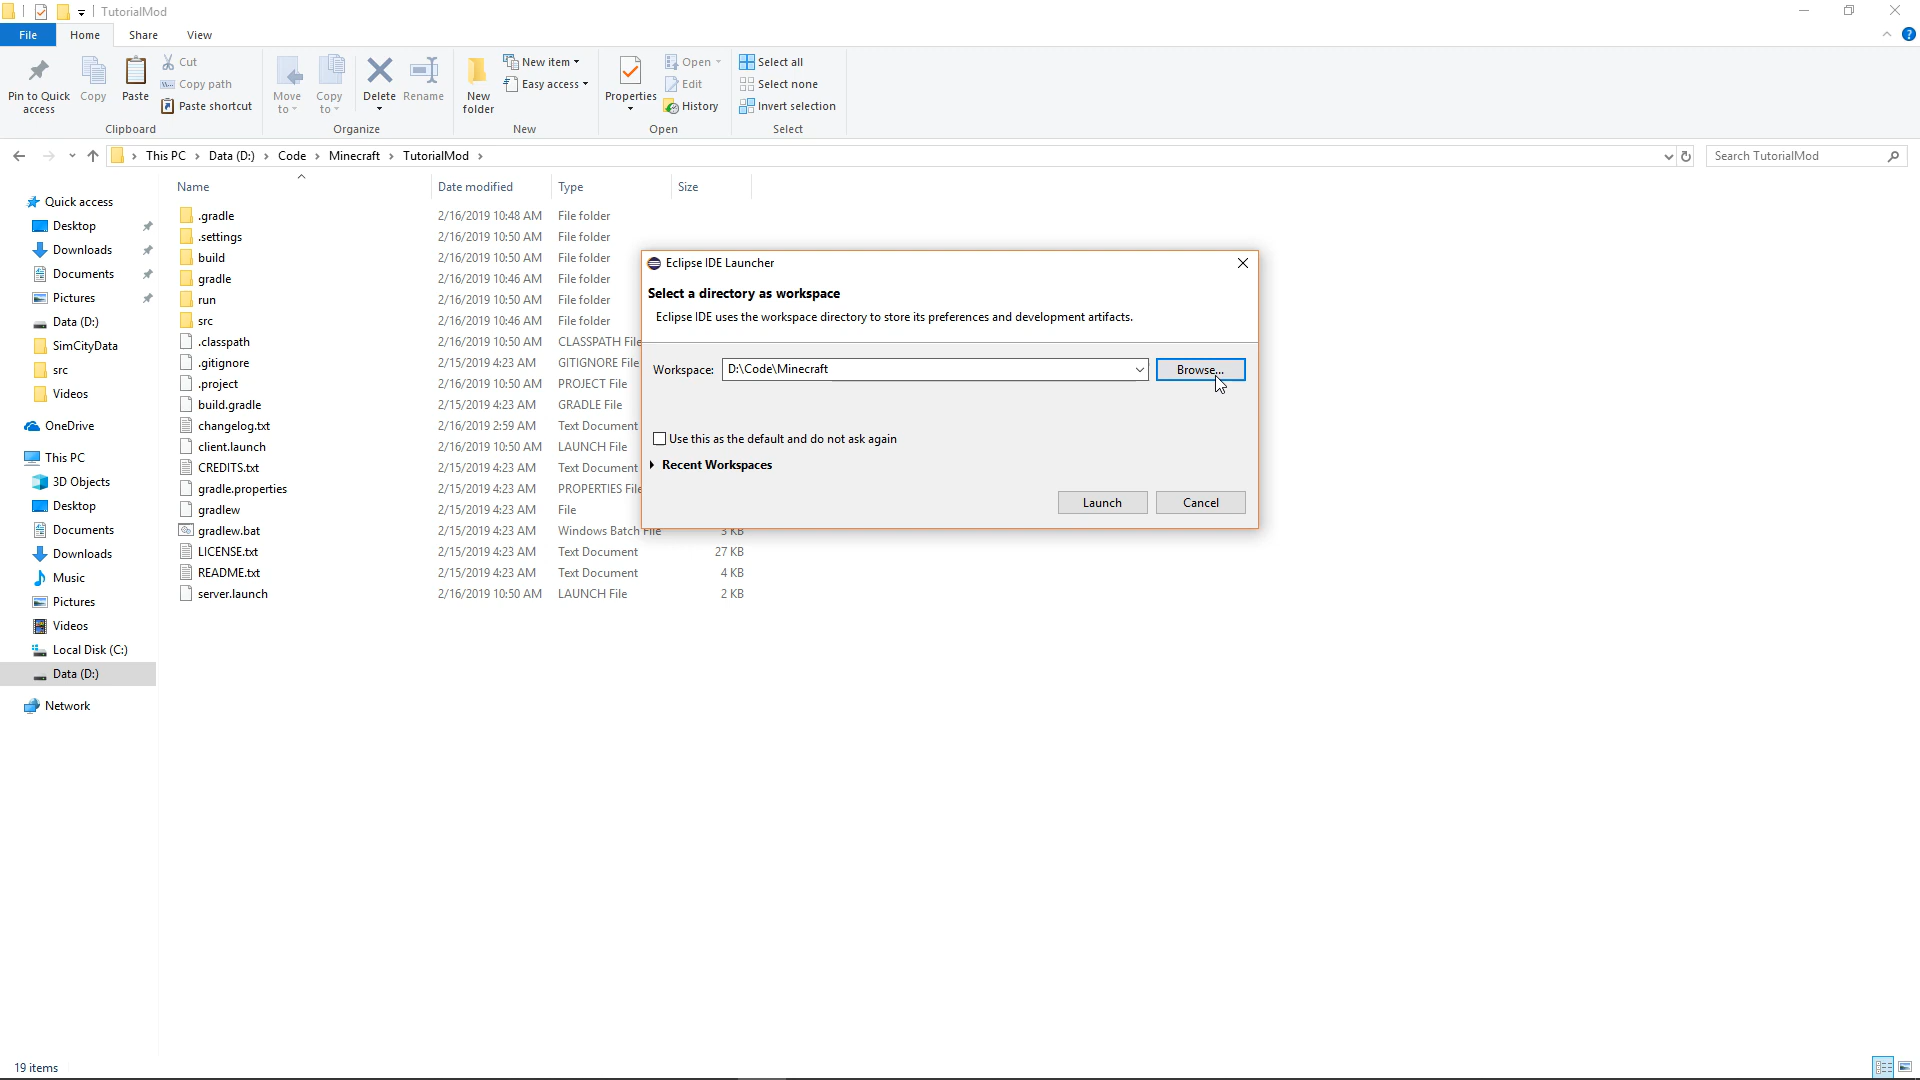 TutorialMod
File Home Share View
Pin to Quick access
Copy
Paste
Cut
Copy path
Paste shortcut
Clipboard
Move to
Copy to
Delete
Rename
Organize
New folder
New item
Easy access
New
Properties
Open
Edit
History
Open
Select all
Select none
Invert selection
Select
This PC > Data (D:) > Code > Minecraft > TutorialMod >
Search TutorialMod
Quick access
Desktop
Downloads
Documents
Pictures
Data (D:)
SimCityData
src
Videos
OneDrive
This PC
3D Objects
Desktop
Documents
Downloads
Music
Pictures
Videos
Local Disk (C:)
Data (D:)
Network
Name Date modified Type Size
.gradle 2/16/2019 10:48 AM File folder
.settings 2/16/2019 10:50 AM File folder
build 2/16/2019 10:50 AM File folder
gradle 2/16/2019 10:46 AM File folder
run 2/16/2019 10:50 AM File folder
src 2/16/2019 10:46 AM File folder
.classpath 2/16/2019 10:50 AM CLASSPATH File
.gitignore 2/15/2019 4:23 AM GITIGNORE File
.project 2/16/2019 10:50 AM PROJECT File
build.gradle 2/15/2019 4:23 AM GRADLE File
changelog.txt 2/16/2019 2:59 AM Text Document
client.launch 2/16/2019 10:50 AM LAUNCH File
CREDITS.txt 2/15/2019 4:23 AM Text Document
gradle.properties 2/15/2019 4:23 AM PROPERTIES File
gradlew 2/15/2019 4:23 AM File
gradlew.bat 2/15/2019 4:23 AM Windows Batch File 3 KB
LICENSE.txt 2/15/2019 4:23 AM Text Document 27 KB
README.txt 2/15/2019 4:23 AM Text Document 4 KB
server.launch 2/16/2019 10:50 AM LAUNCH File 2 KB
Eclipse IDE Launcher
Select a directory as workspace
Eclipse IDE uses the workspace directory to store its preferences and development artifacts.
Workspace: D:\Code\Minecraft Browse...
Use this as the default and do not ask again
Recent Workspaces
Launch Cancel
19 items